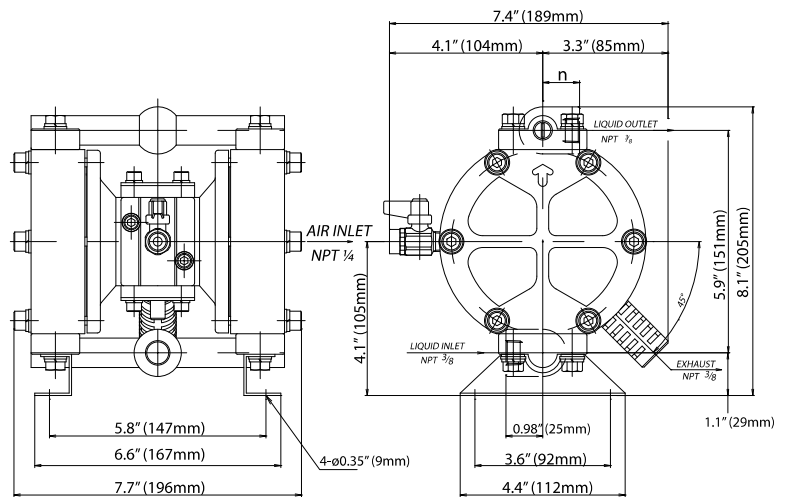 7.4” (189mm)
4.1” (104mm)
3.3” (85mm)
n
LIQUID OUTLET
NPT 3/8
AIR INLET
NPT 1/4
4.1” (105mm)
5.9” (151mm)
8.1” (205mm)
45°
LIQUID INLET
NPT 3/8
EXHAUST
NPT 3/8
1.1” (29mm)
5.8” (147mm)
0.98” (25mm)
6.6” (167mm)
4-ø0.35” (9mm)
3.6” (92mm)
7.7” (196mm)
4.4” (112mm)